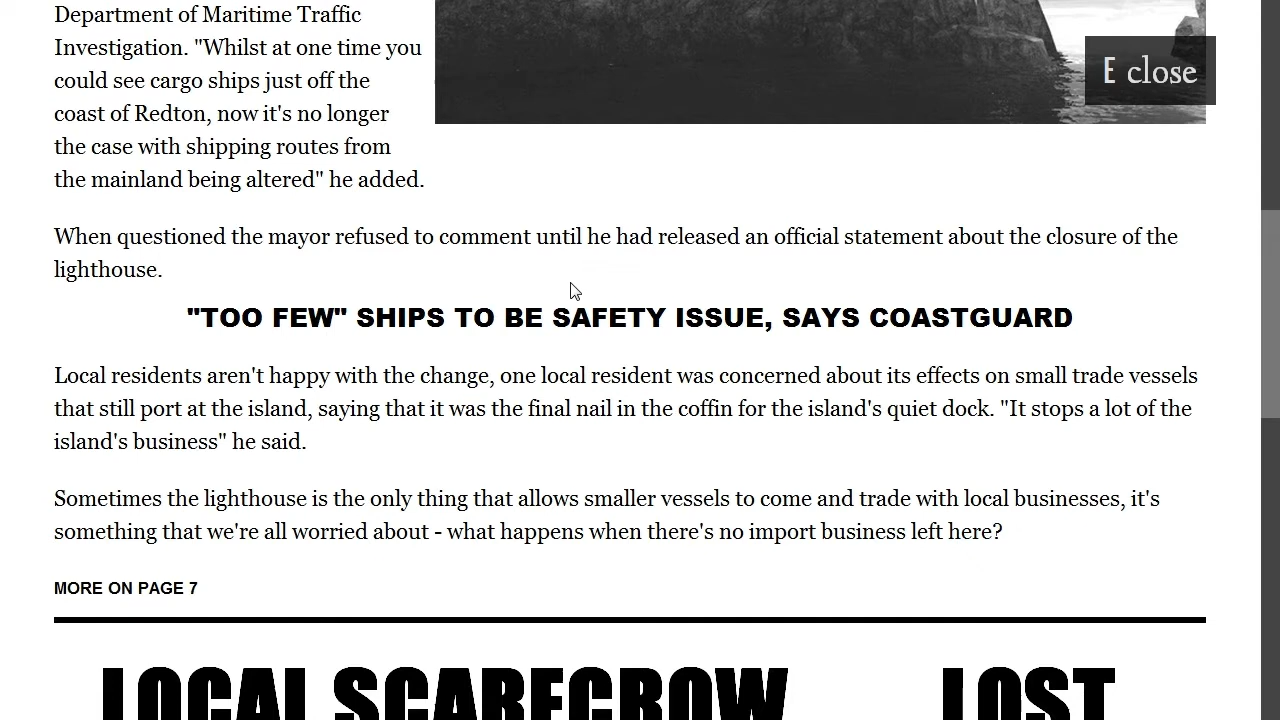 Department of Maritime Traffic
Investigation. "Whilst at one time you
could see cargo ships just off the
coast of Redton, now it's no longer
the case with shipping routes from
the mainland being altered" he added.
E close
When questioned the mayor refused to comment until he had released an official statement about the closure of the
lighthouse.
"TOO FEW" SHIPS TO BE SAFETY ISSUE, SAYS COASTGUARD
Local residents aren't happy with the change, one local resident was concerned about its effects on small trade vessels
that still port at the island, saying that it was the final nail in the coffin for the island's quiet dock. "It stops a lot of the
island's business" he said.
Sometimes the lighthouse is the only thing that allows smaller vessels to come and trade with local businesses, it's
something that we're all worried about - what happens when there's no import business left here?
MORE ON PAGE 7
LOCAL SCARECROW
LOST